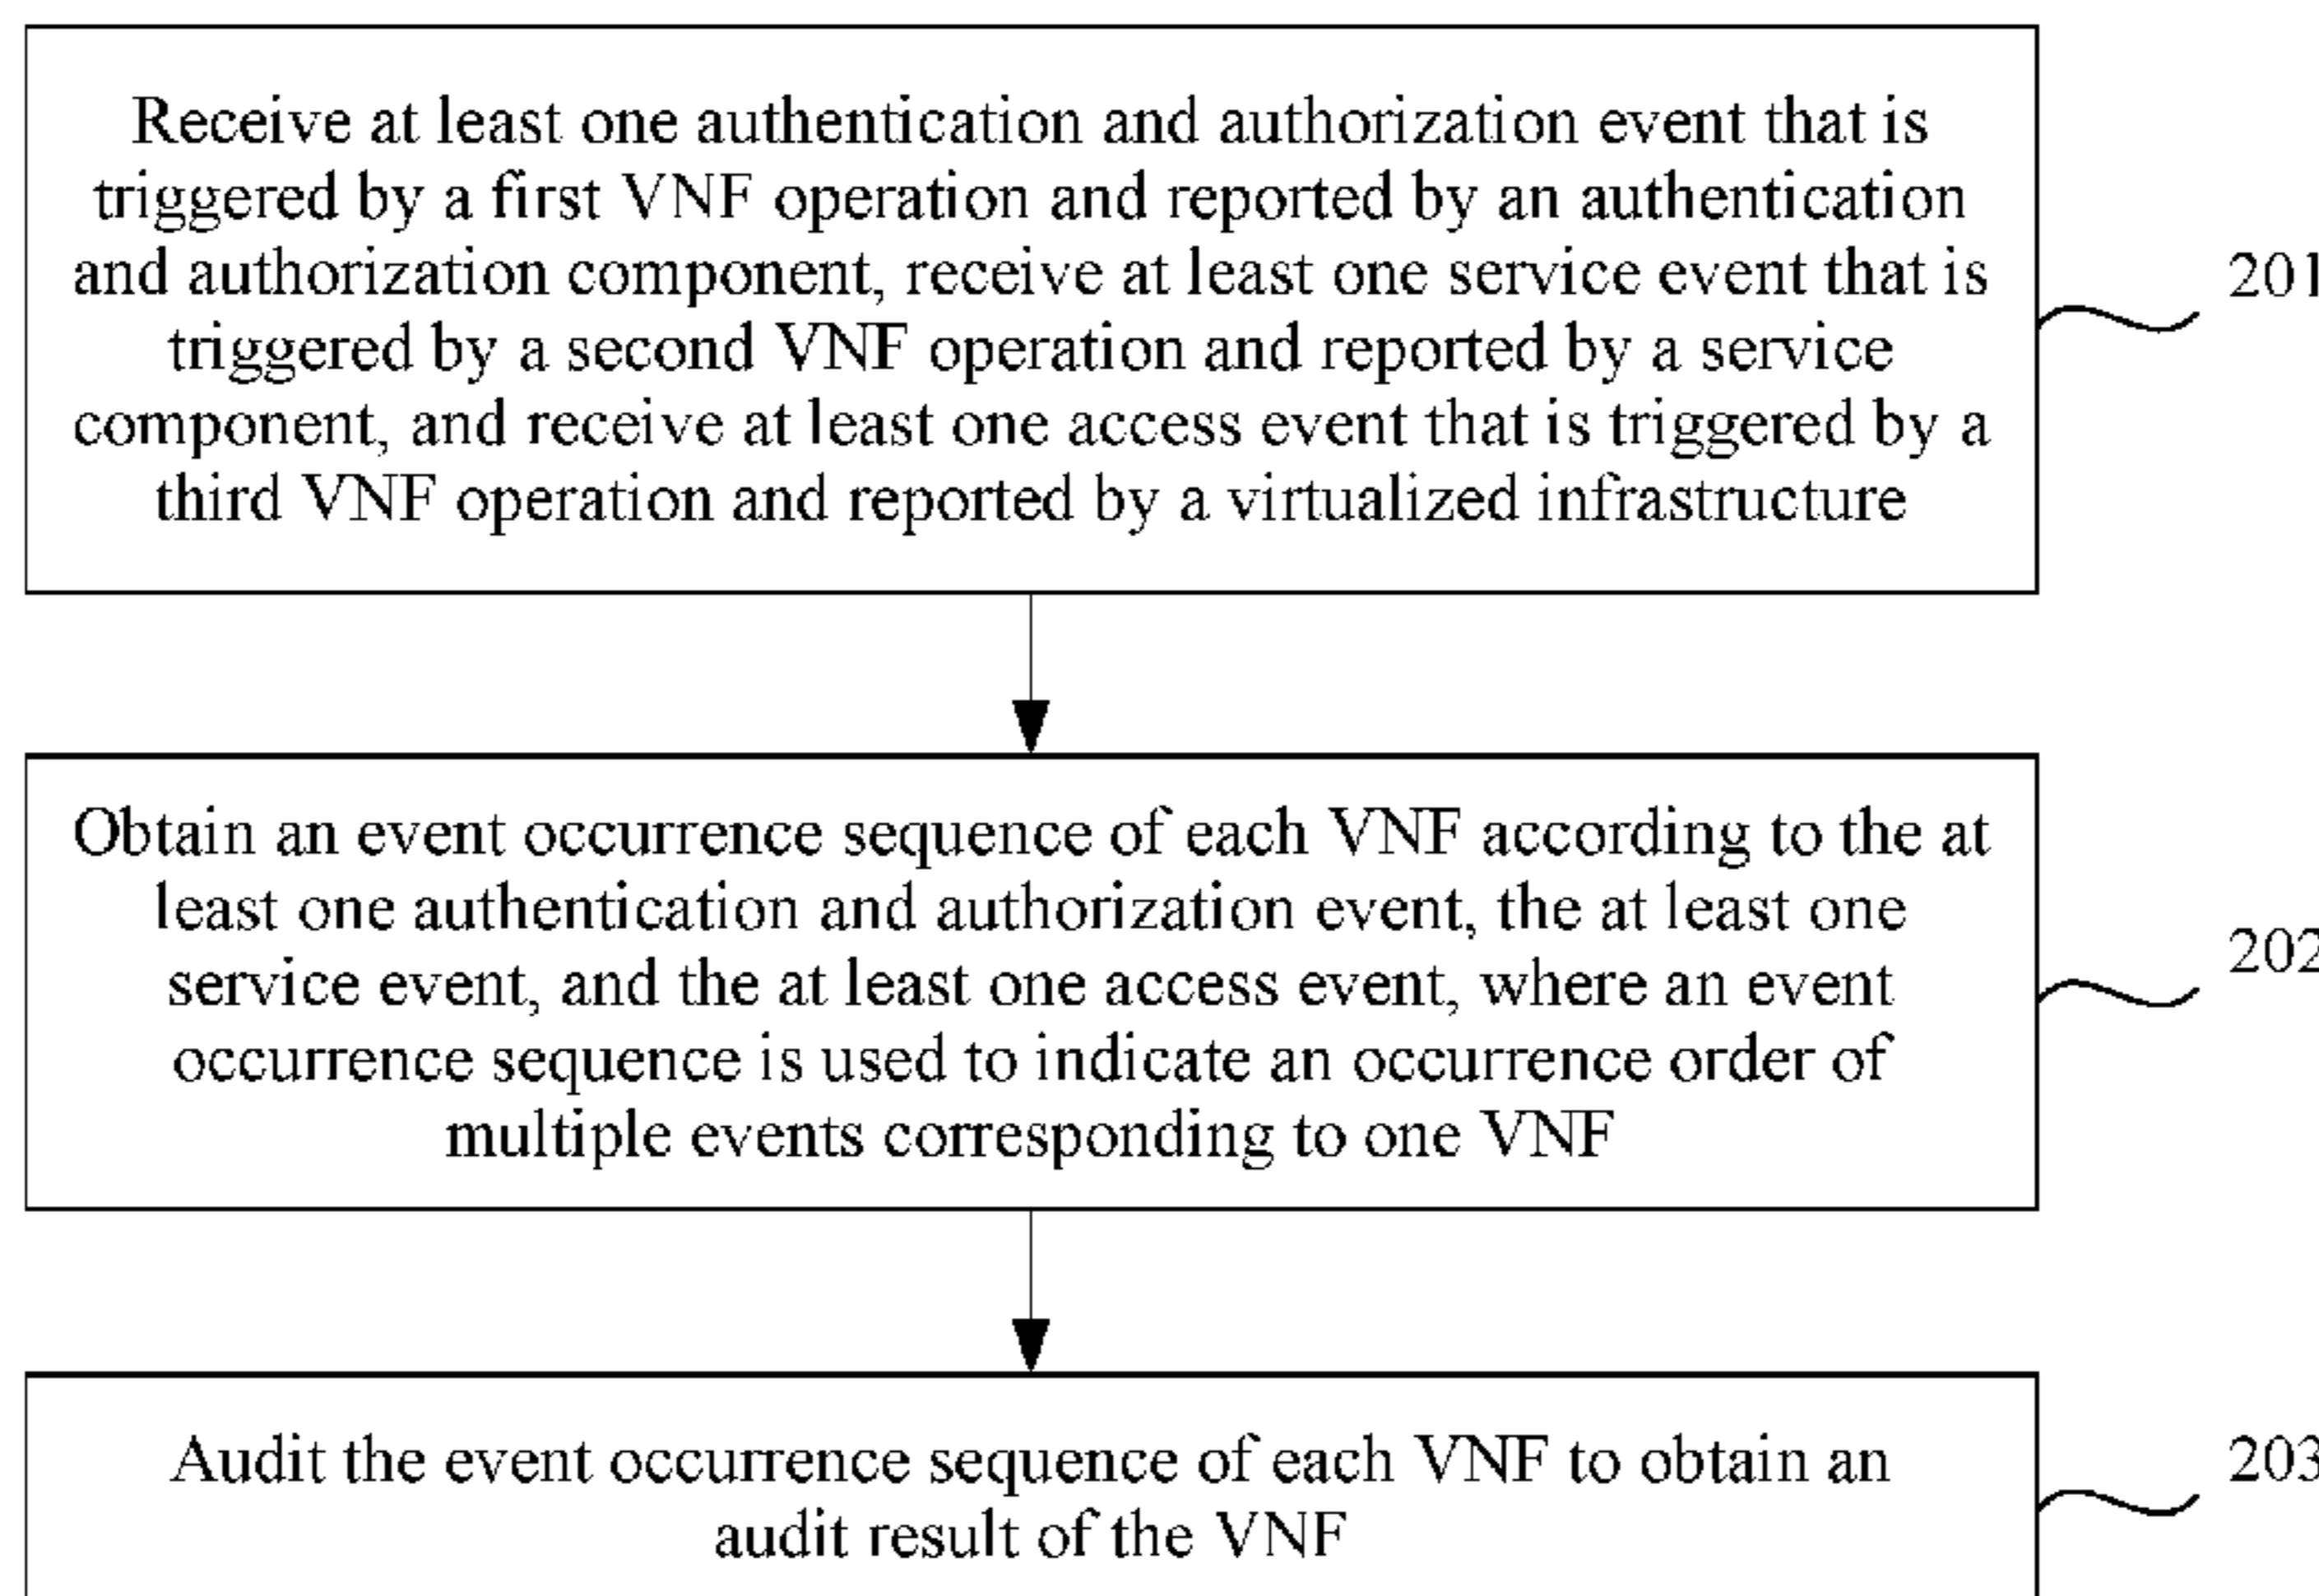 Receive at least one authentication and authorization event that is
triggered by a first VNF operation and reported by an authentication
and authorization component, receive at least one service event that is
triggered by a second VNF operation and reported by a service
component, and receive at least one access event that is triggered by a
third VNF operation and reported by a virtualized infrastructure
201
Obtain an event occurrence sequence of each VNF according to the at
least one authentication and authorization event, the at least one
service event, and the at least one access event, where an event
occurrence sequence is used to indicate an occurrence order of
multiple events corresponding to one VNF
202
Audit the event occurrence sequence of each VNF to obtain an
audit result of the VNF
203